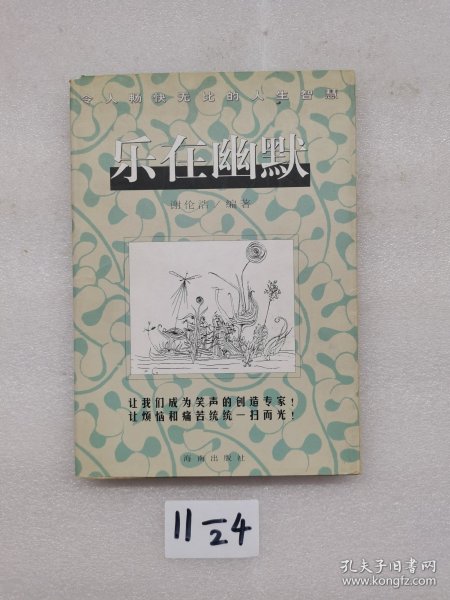 令人畅快无比的人生智慧
乐在幽默
谢伦浩／编著
让我们成为笑声的创造专家！
让烦恼和痛苦统统一扫而光！
海南出版社
11-24
孔夫子旧书网
www.kongfz.com